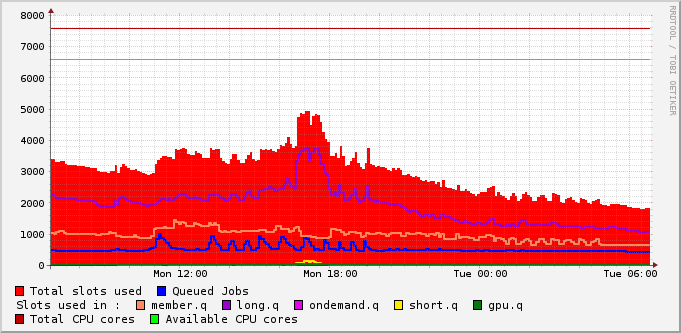 RRDTOOL / TOBI OETIKER
8000
7000
6000
5000
4000
3000
2000
1000
0
Mon 12:00 Mon 18:00 Tue 00:00 Tue 06:00
Total slots used Queued Jobs
Slots used in : member.q long.q ondemand.q short.q gpu.q
Total CPU cores Available CPU cores